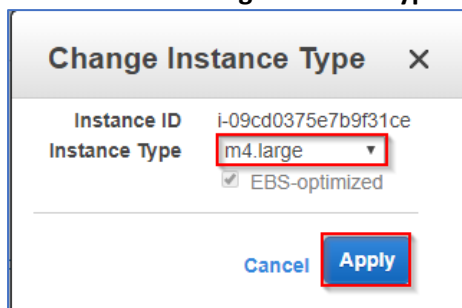 Change Instance Type ×
Instance ID i-09cd0375e7b9f31ce
Instance Type m4.large
EBS-optimized
Cancel Apply